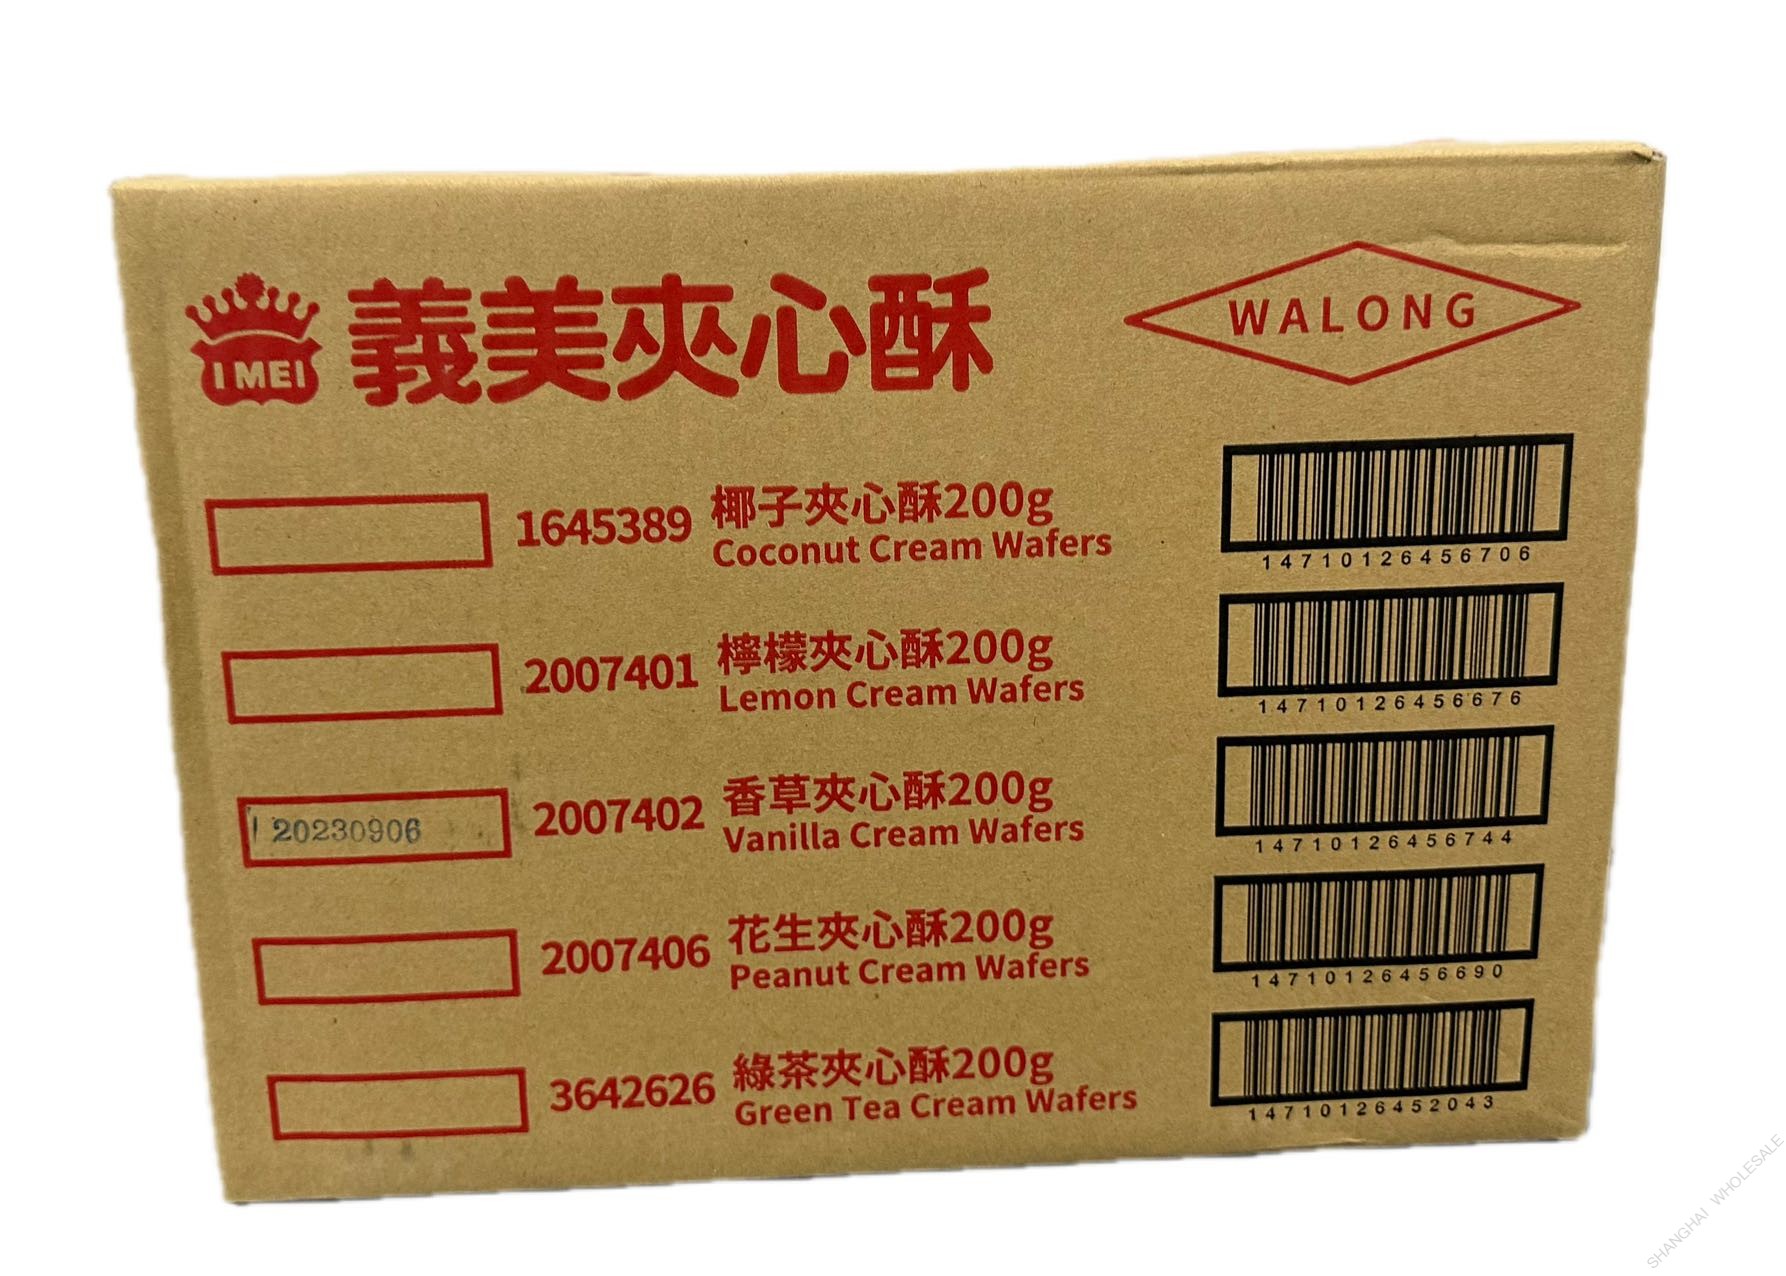 I MEI
義美夾心酥
WALONG
1645389
椰子夾心酥200g
Coconut Cream Wafers
14710126456706
2007401
檸檬夾心酥200g
Lemon Cream Wafers
14710126456676
20230906
2007402
香草夾心酥200g
Vanilla Cream Wafers
14710126456744
2007406
花生夾心酥200g
Peanut Cream Wafers
14710126456690
3642626
綠茶夾心酥200g
Green Tea Cream Wafers
14710126452043
SHANGHAI WHOLESALE